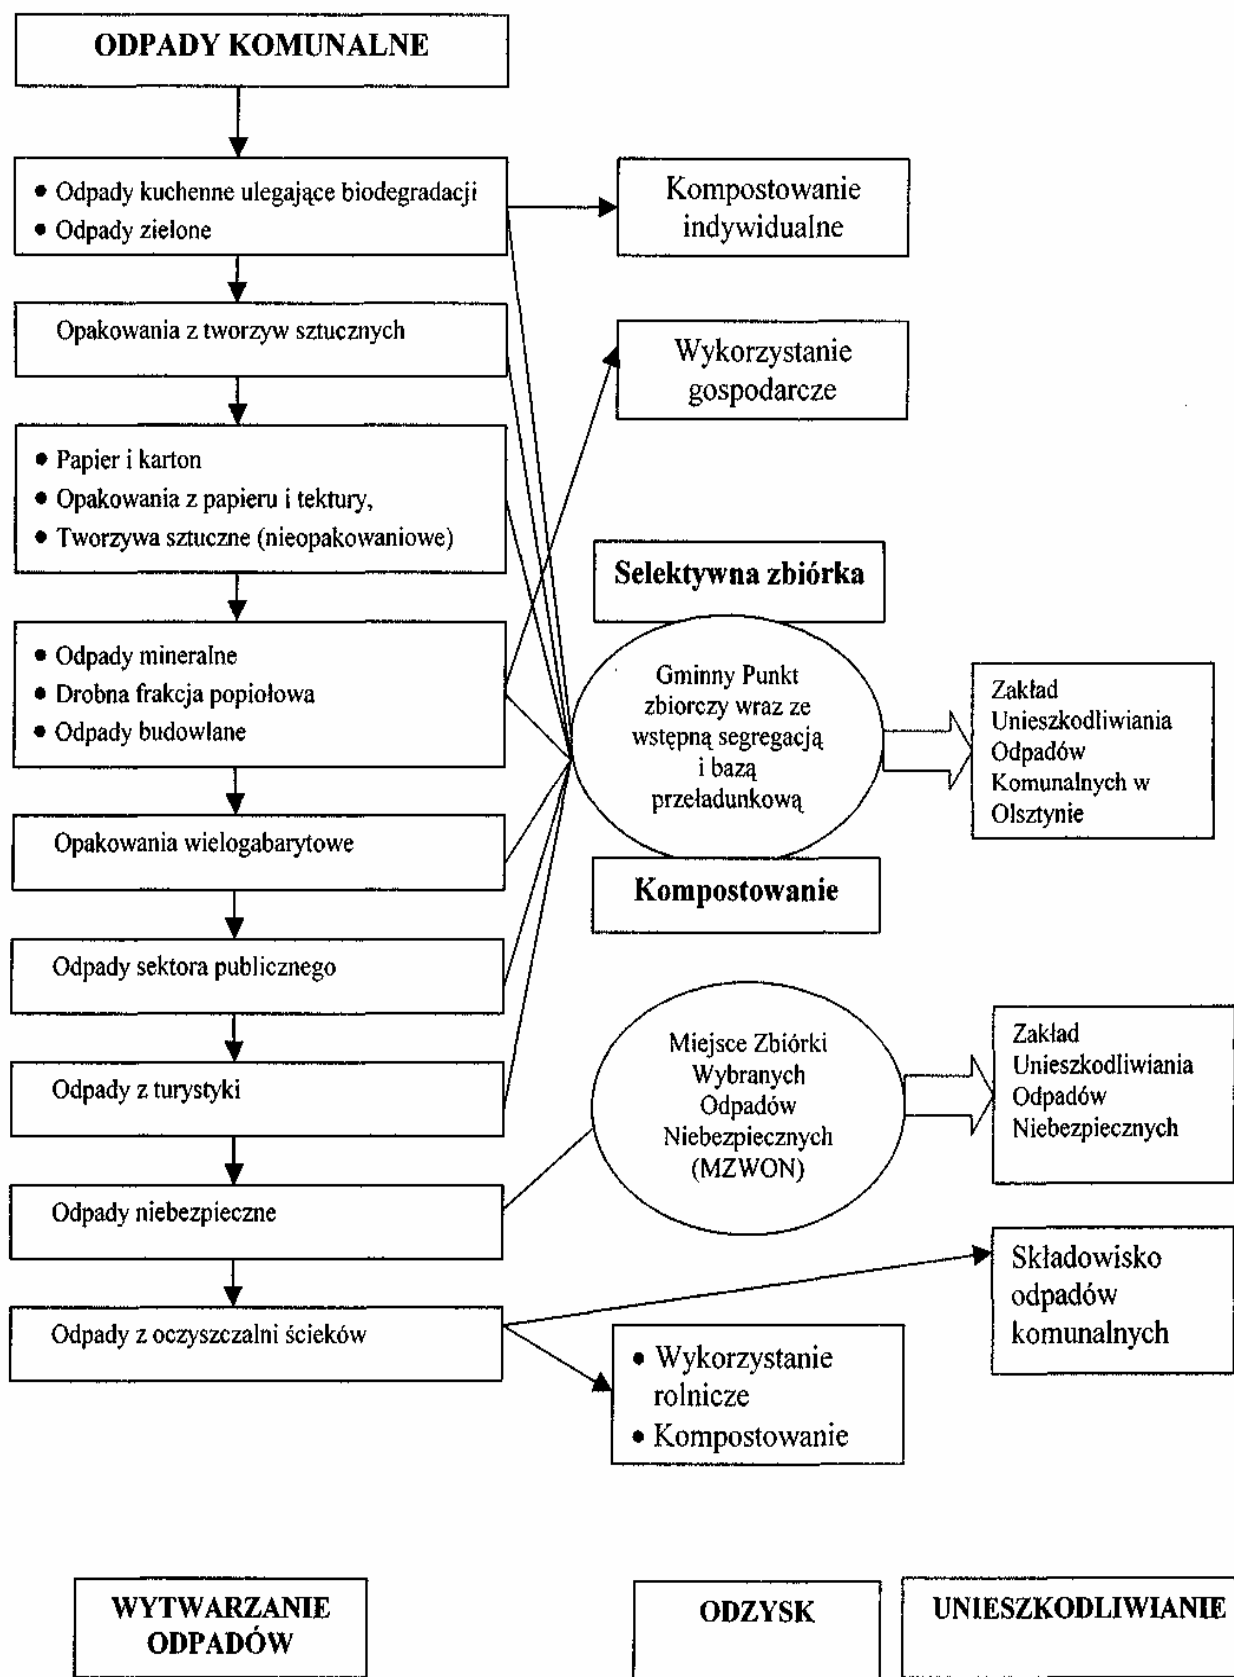 ODPADY KOMUNALNE
• Odpady kuchenne ulegające biodegradacji
• Odpady zielone
Kompostowanie
indywidualne
Opakowania z tworzyw sztucznych
Wykorzystanie
gospodarcze
• Papier i karton
• Opakowania z papieru i tektury,
• Tworzywa sztuczne (nieopakowaniowe)
Selektywna zbiórka
• Odpady mineralne
• Drobna frakcja popiołowa
• Odpady budowlane
Gminny Punkt
zbiorczy wraz ze
wstępną segregacją
i bazą
przeładunkową
Zakład
Unieszkodliwiania
Odpadów
Komunalnych w
Olsztynie
Opakowania wielogabarytowe
Kompostowanie
Odpady sektora publicznego
Odpady z turystyki
Miejsce Zbiórki
Wybranych
Odpadów
Niebezpiecznych
(MZWON)
Zakład
Unieszkodliwiania
Odpadów
Niebezpiecznych
Odpady niebezpieczne
Składowisko
odpadów
komunalnych
Odpady z oczyszczalni ścieków
• Wykorzystanie
rolnicze
• Kompostowanie
WYTWARZANIE
ODPADÓW
ODZYSK
UNIESZKODLIWIANIE